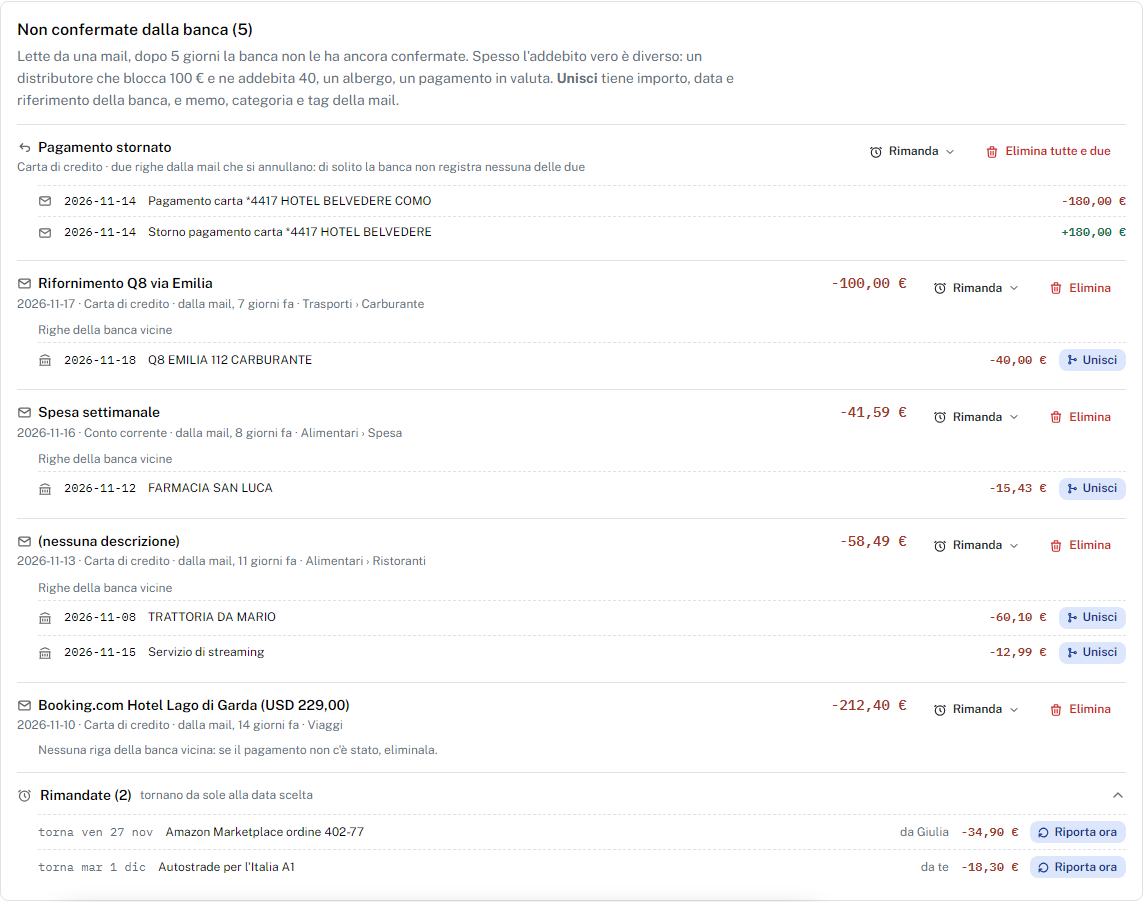 Non confermate dalla banca (5)
Lette da una mail, dopo 5 giorni la banca non le ha ancora confermate. Spesso l'addebito vero è diverso: un
distributore che blocca 100 € e ne addebita 40, un albergo, un pagamento in valuta. Unisci tiene importo, data e
riferimento della banca, e memo, categoria e tag della mail.
Pagamento stornato Rimanda Elimina tutte e due
Carta di credito · due righe dalla mail che si annullano: di solito la banca non registra nessuna delle due
2026-11-14 Pagamento carta *4417 HOTEL BELVEDERE COMO -180,00 €
2026-11-14 Storno pagamento carta *4417 HOTEL BELVEDERE +180,00 €
Rifornimento Q8 via Emilia -100,00 € Rimanda Elimina
2026-11-17 · Carta di credito · dalla mail, 7 giorni fa · Trasporti › Carburante
Righe della banca vicine
2026-11-18 Q8 EMILIA 112 CARBURANTE -40,00 € Unisci
Spesa settimanale -41,59 € Rimanda Elimina
2026-11-16 · Conto corrente · dalla mail, 8 giorni fa · Alimentari › Spesa
Righe della banca vicine
2026-11-12 FARMACIA SAN LUCA -15,43 € Unisci
(nessuna descrizione) -58,49 € Rimanda Elimina
2026-11-13 · Carta di credito · dalla mail, 11 giorni fa · Alimentari › Ristoranti
Righe della banca vicine
2026-11-08 TRATTORIA DA MARIO -60,10 € Unisci
2026-11-15 Servizio di streaming -12,99 € Unisci
Booking.com Hotel Lago di Garda (USD 229,00) -212,40 € Rimanda Elimina
2026-11-10 · Carta di credito · dalla mail, 14 giorni fa · Viaggi
Nessuna riga della banca vicina: se il pagamento non c'è stato, eliminala.
Rimandate (2) tornano da sole alla data scelta
torna ven 27 nov Amazon Marketplace ordine 402-77 da Giulia -34,90 € Riporta ora
torna mar 1 dic Autostrade per l'Italia A1 da te -18,30 € Riporta ora